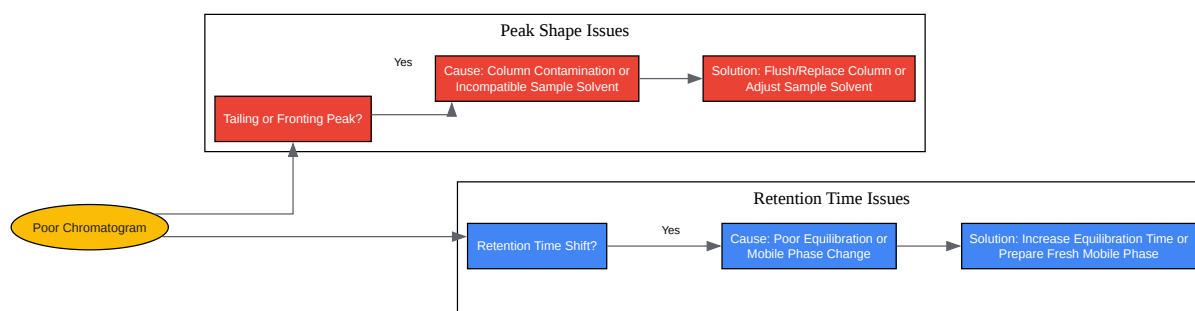 Peak Shape Issues
Yes
Cause: Column Contamination or
Incompatible Sample Solvent
Solution: Flush/Replace Column or
Adjust Sample Solvent
Tailing or Fronting Peak?
Poor Chromatogram
Retention Time Issues
Retention Time Shift?
Yes
Cause: Poor Equilibration or
Mobile Phase Change
Solution: Increase Equilibration Time or
Prepare Fresh Mobile Phase